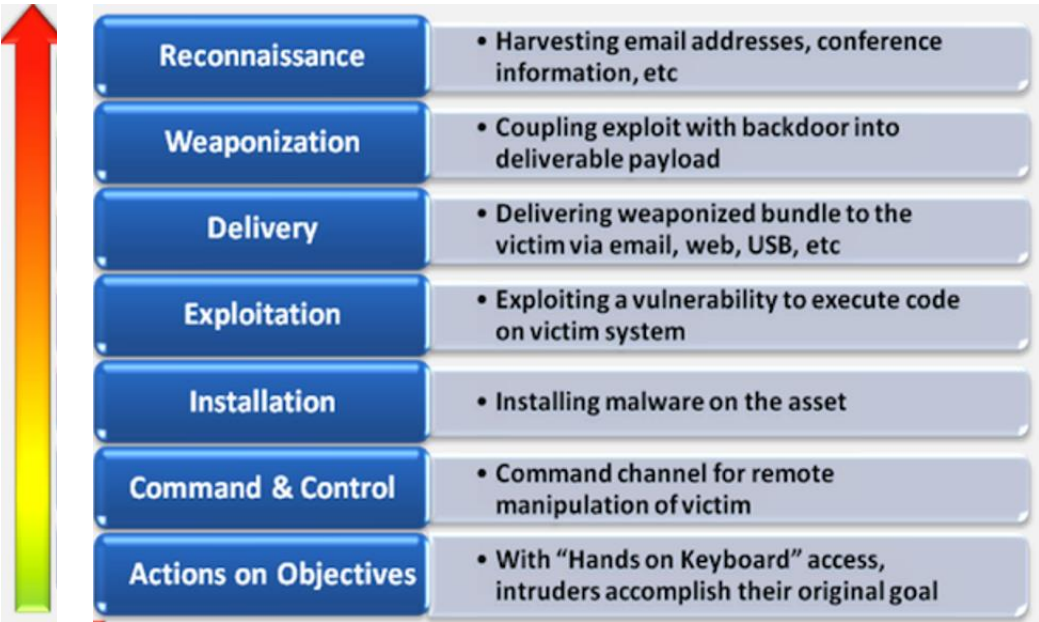 Reconnaissance
• Harvesting email addresses, conference
information, etc
Weaponization
• Coupling exploit with backdoor into
deliverable payload
Delivery
• Delivering weaponized bundle to the
victim via email, web, USB, etc
Exploitation
• Exploiting a vulnerability to execute code
on victim system
Installation
• Installing malware on the asset
Command & Control
• Command channel for remote
manipulation of victim
Actions on Objectives
• With “Hands on Keyboard” access,
intruders accomplish their original goal